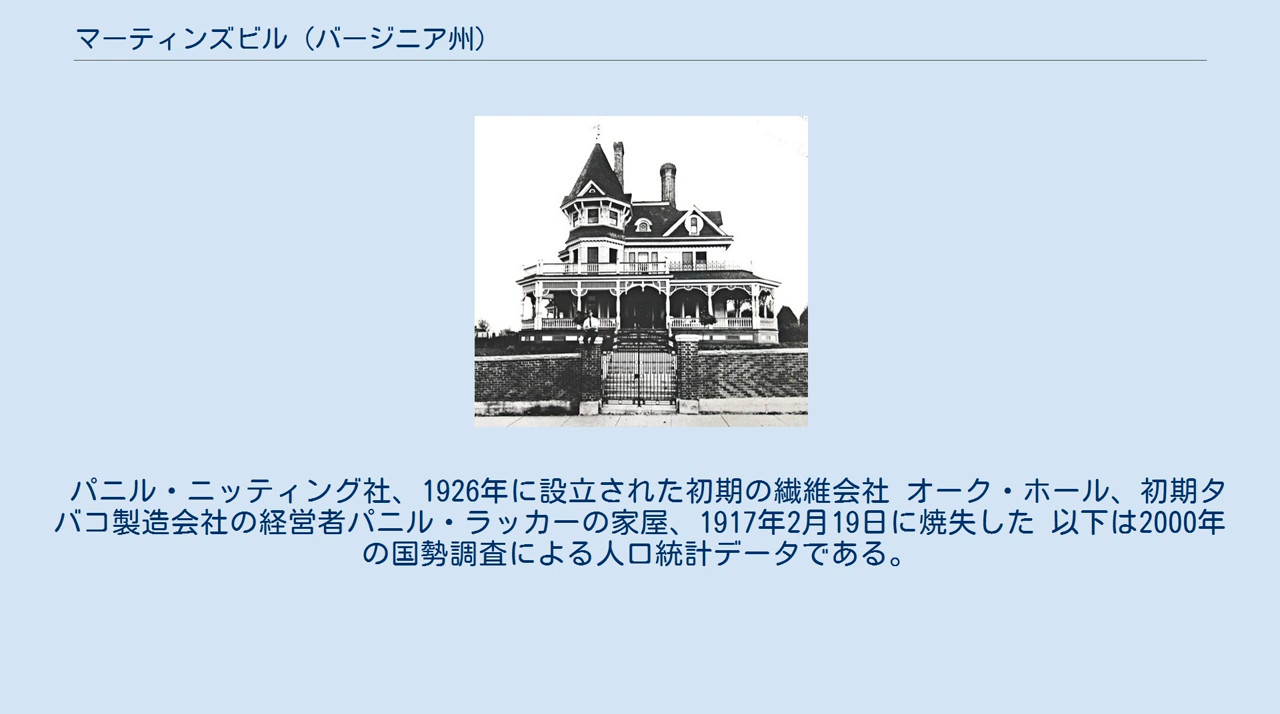 マーティンズビル（バージニア州）
パニル・ニッティング社、1926年に設立された初期の繊維会社 オーク・ホール、初期タ
バコ製造会社の経営者パニル・ラッカーの家屋、1917年2月19日に焼失した 以下は2000年
の国勢調査による人口統計データである。